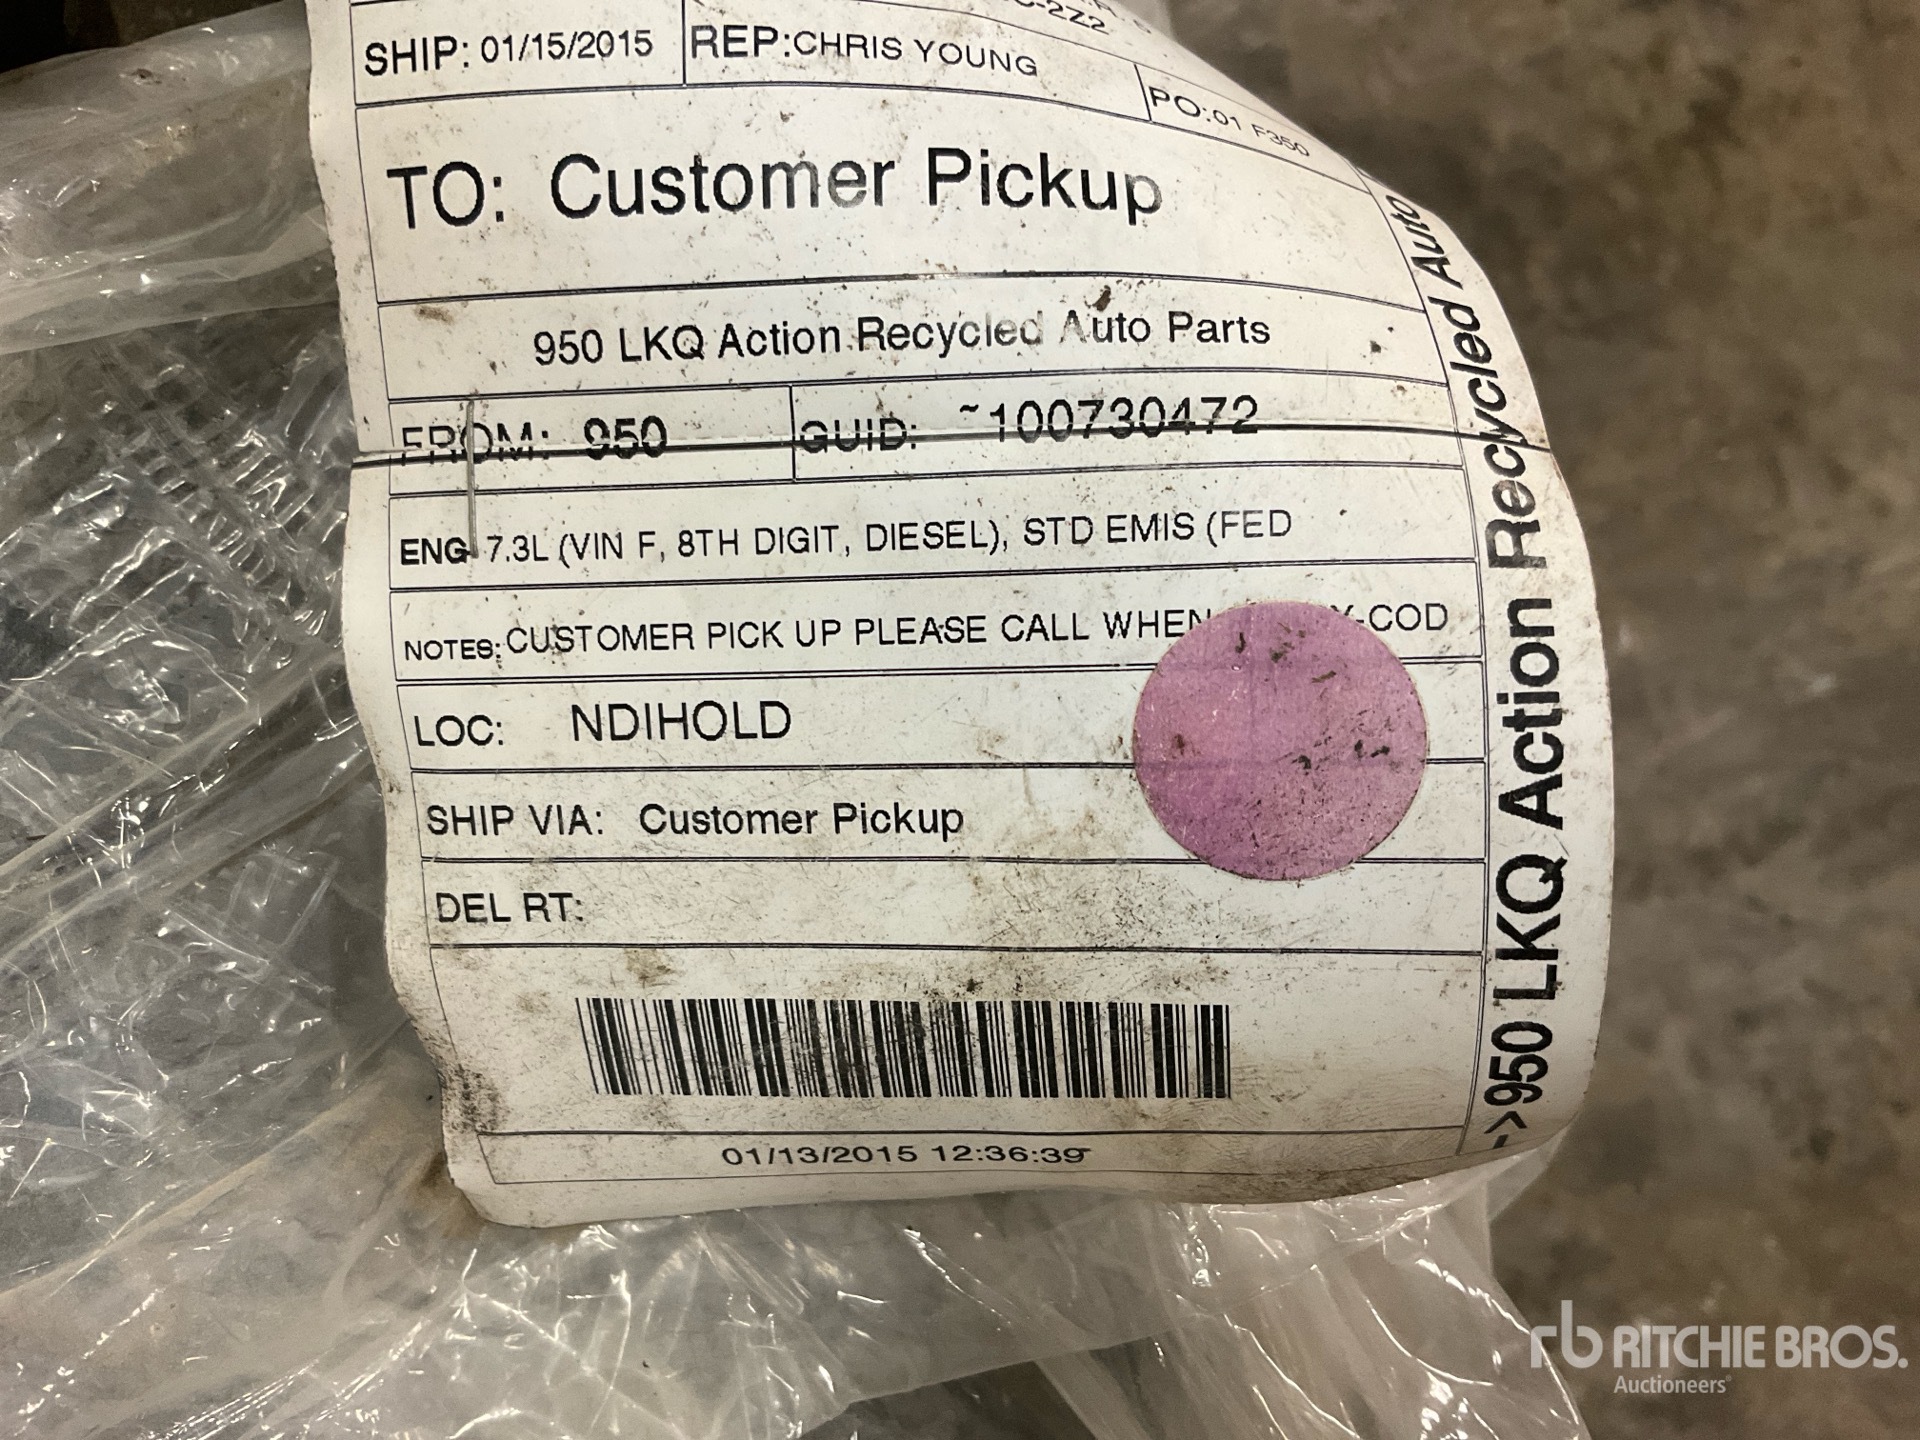 C-2Z2
SHIP: 01/15/2015 REP:CHRIS YOUNG
PO:01 F350
TO: Customer Pickup
950 LKQ Action Recycled Auto Parts
FROM: 950 GUID: ~100730472
ENG 7.3L (VIN F, 8TH DIGIT, DIESEL), STD EMIS (FED
NOTES: CUSTOMER PICK UP PLEASE CALL WHEN Y-COD
LOC: NDIHOLD
SHIP VIA: Customer Pickup
DEL RT:
01/13/2015 12:36:39
->950 LKQ Action Recycled Auto
rb RITCHIE BROS.
Auctioneers